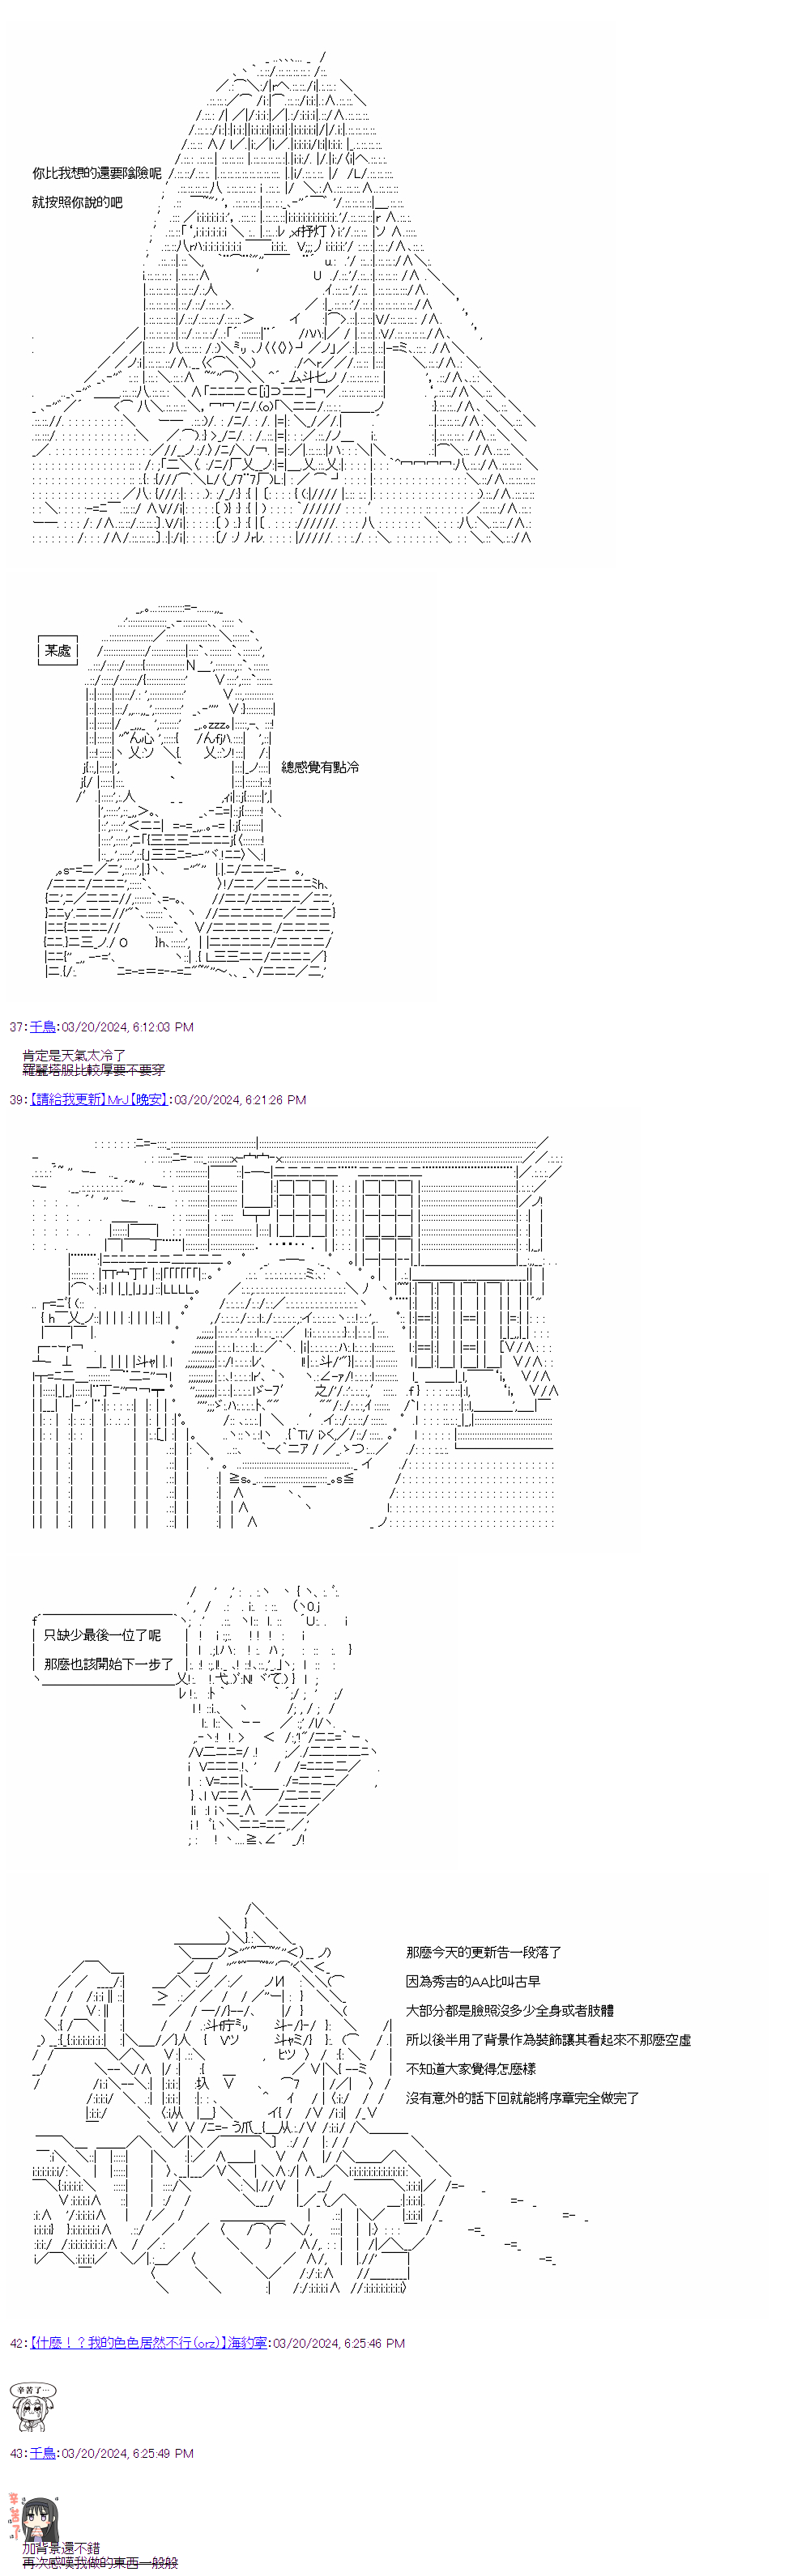 你比我想的還要陰險呢
就按照你說的吧
某處
總感覺有點冷
37：千鳥：03/20/2024, 6:12:03 PM
肯定是天氣太冷了
羅麗塔服比較厚要不要穿
39：【請給我更新】MrJ【晚安】：03/20/2024, 6:21:26 PM
只缺少最後一位了呢
那麼也該開始下一步了
那麼今天的更新告一段落了
因為秀吉的AA比叫古早
大部分都是臉照沒多少全身或者肢體
所以後半用了背景作為裝飾讓其看起來不那麼空虛
不知道大家覺得怎麼樣
沒有意外的話下回就能將序章完全做完了
42：【什麼！？我的色色居然不行（orz）】海豹寧：03/20/2024, 6:25:46 PM
辛苦了…
43：千鳥：03/20/2024, 6:25:49 PM
辛苦了
加背景還不錯
再次感嘆我做的東西一般般